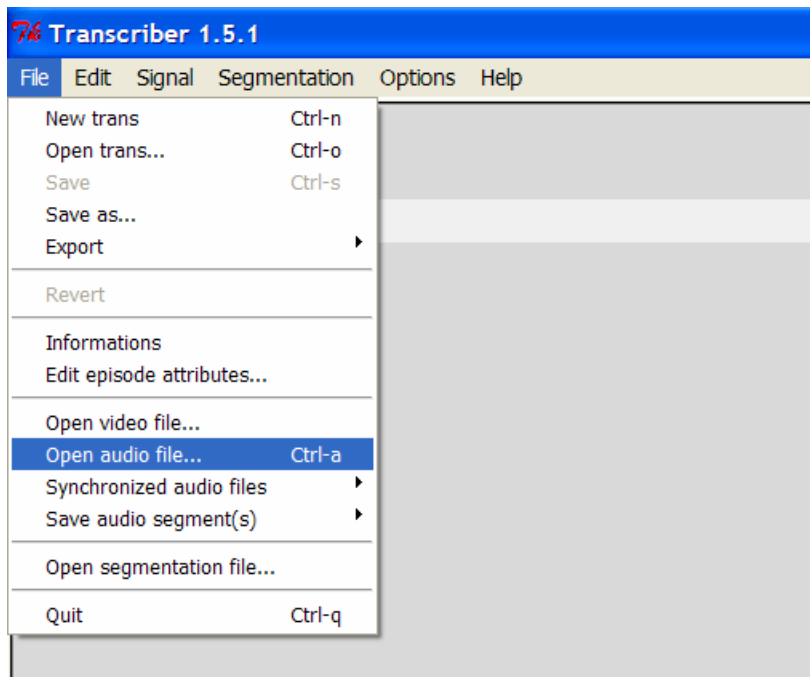 Transcriber 1.5.1
File Edit Signal Segmentation Options Help
New trans Ctrl-n
Open trans... Ctrl-o
Save Ctrl-s
Save as...
Export
Revert
Informations
Edit episode attributes...
Open video file...
Open audio file... Ctrl-a
Synchronized audio files
Save audio segment(s)
Open segmentation file...
Quit Ctrl-q